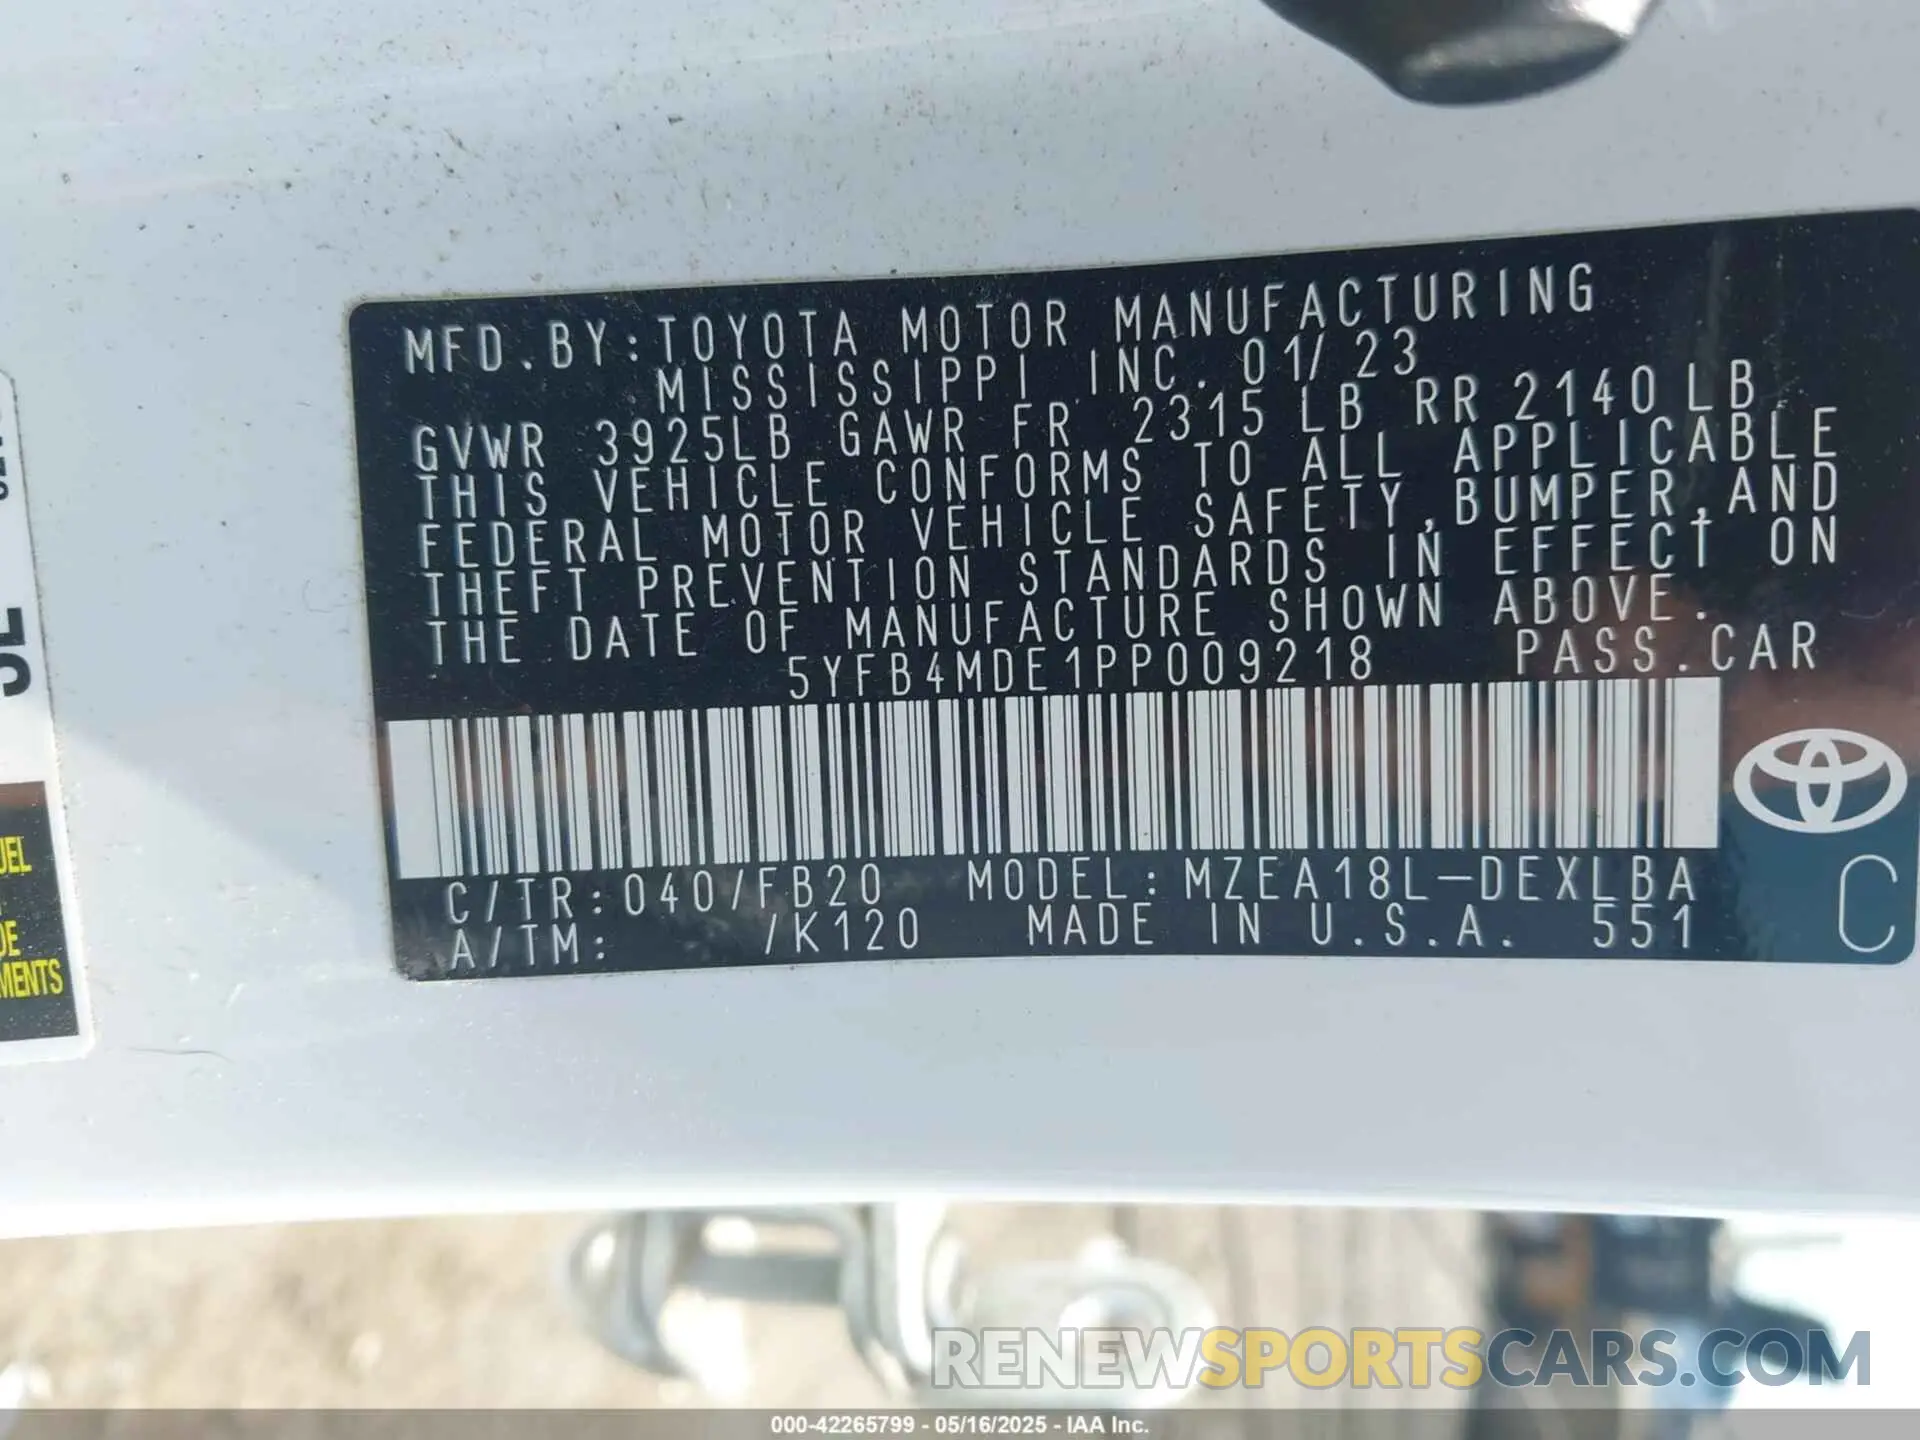 MFD.BY:TOYOTA MOTOR MANUFACTURING
MISSISSIPPI INC. 01/23
GVWR 3925LB GAWR FR 2315 LB RR 2140 LB
THIS VEHICLE CONFORMS TO ALL APPLICABLE
FEDERAL MOTOR VEHICLE SAFETY,BUMPER,AND
THEFT PREVENTION STANDARDS IN EFFECT ON
THE DATE OF MANUFACTURE SHOWN ABOVE.
5YFB4MDE1PP009218 PASS.CAR
C/TR:040/FB20 MODEL:MZEA18L-DEXLBA
A/TM: /K120 MADE IN U.S.A. 551
C
UEL
DE
MENTS
RENEWSPORTSCARS.COM
000-42265799 - 05/16/2025 - IAA Inc.